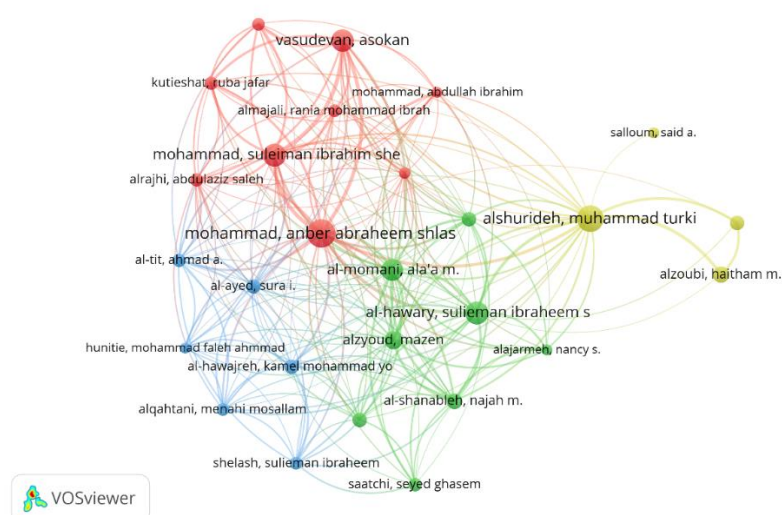 vasudevan, asokan
kutieshat, ruba jafar
mohammad, abdullah ibrahim
almajali, rania mohammad ibrah
salloum, said a.
mohammad, suleiman ibrahim she
alrajhi, abdulaziz saleh
alshurideh, muhammad turki
mohammad, anber abraheem shlas
al-tit, ahmad a.
al-momani, ala'a m.
alzoubi, haitham m.
al-ayed, sura i.
al-hawary, sulieman ibraheem s
alzyoud, mazen
hunitie, mohammad faleh ahmmad
alajarmeh, nancy s.
al-hawajreh, kamel mohammad yo
al-shanableh, najah m.
alqahtani, menahi mosallam
shelash, sulieman ibraheem
saatchi, seyed ghasem
VOSviewer